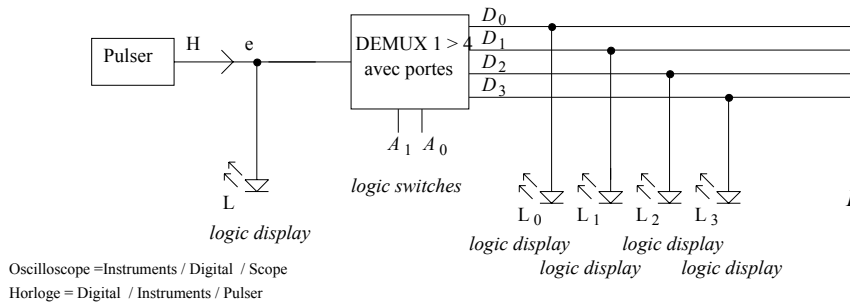 D0
H e
Pulser
DEMUX 1 > 4
avec portes
D1
D2
D3
A1 A0
logic switches
L
logic display
L0 L1 L2 L3
logic display logic display
logic display logic display
Oscilloscope =Instruments / Digital / Scope
Horloge = Digital / Instruments / Pulser